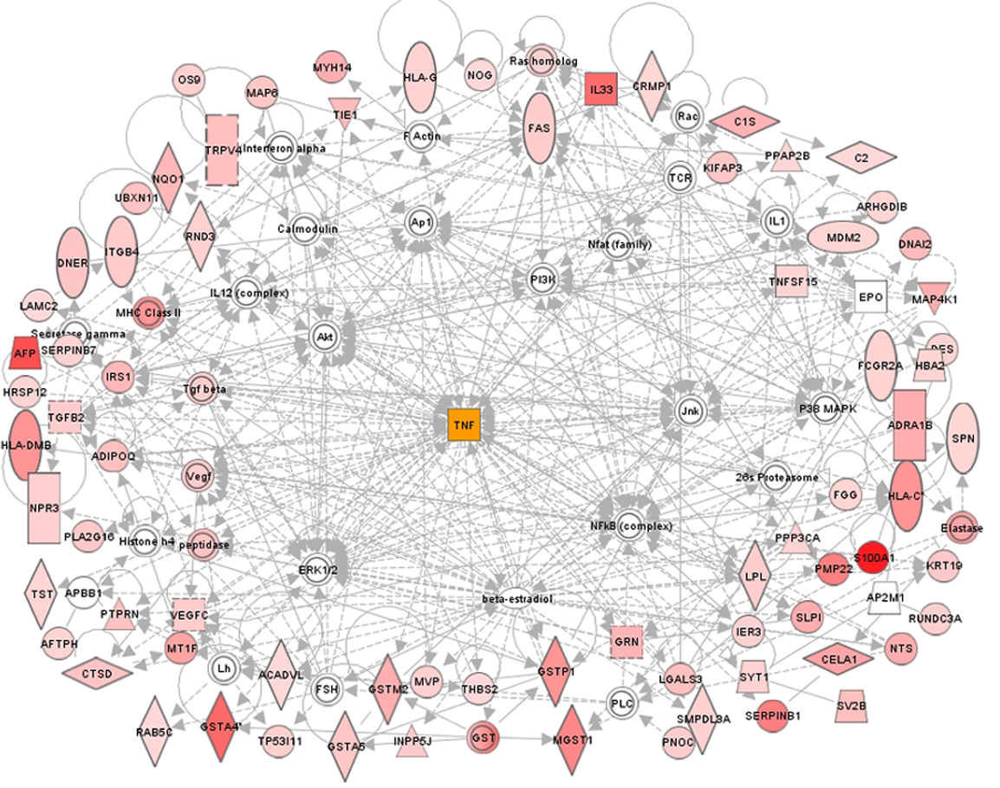 MYH14
HLA-G
NOG
Ras homolog
IL33
CRMP1
OS9
MAP6
TIE1
F Actin
FAS
Rac
C1S
TRPV4
Interferon alpha
KIFAP3
PPAP2B
C2
NQO1
TCR
UBXN11
ARHGDIB
RND3
Calmodulin
Ap1
Nfat (family)
IL1
MDM2
DNAI2
DNER
ITGB4
IL12 (complex)
PI3K
TNFSF15
EPO
MAP4K1
LAMC2
MHC Class II
Secretase gamma
Akt
AFP
SERPINB7
DES
FCGR2A
HBA2
IRS1
Tgf beta
HRSP12
TGFB2
TNF
Jnk
P38 MAPK
ADRA1B
SPN
HLA-DMB
ADIPOQ
Vegf
26s Proteasome
FGG
HLA-C*
NPR3
PLA2G16
Histone h4
peptidase
NFkB (complex)
PPP3CA
Elastase
S100A1
ERK1/2
PMP22
KRT19
TST
APBB1
beta-estradiol
LPL
AP2M1
PTPRN
VEGFC
SLPI
RUNDC3A
AFTPH
MT1F
GRN
IER3
NTS
CTSD
Lh
ACADVL
FSH
GSTM2
MVP
THBS2
GSTP1
LGALS3
SYT1
CELA1
PLC
SV2B
RAB5C
GSTA4*
TP53I11
GSTA5
INPP5J
GST
MGST1
PNOC
SMPDL3A
SERPINB1